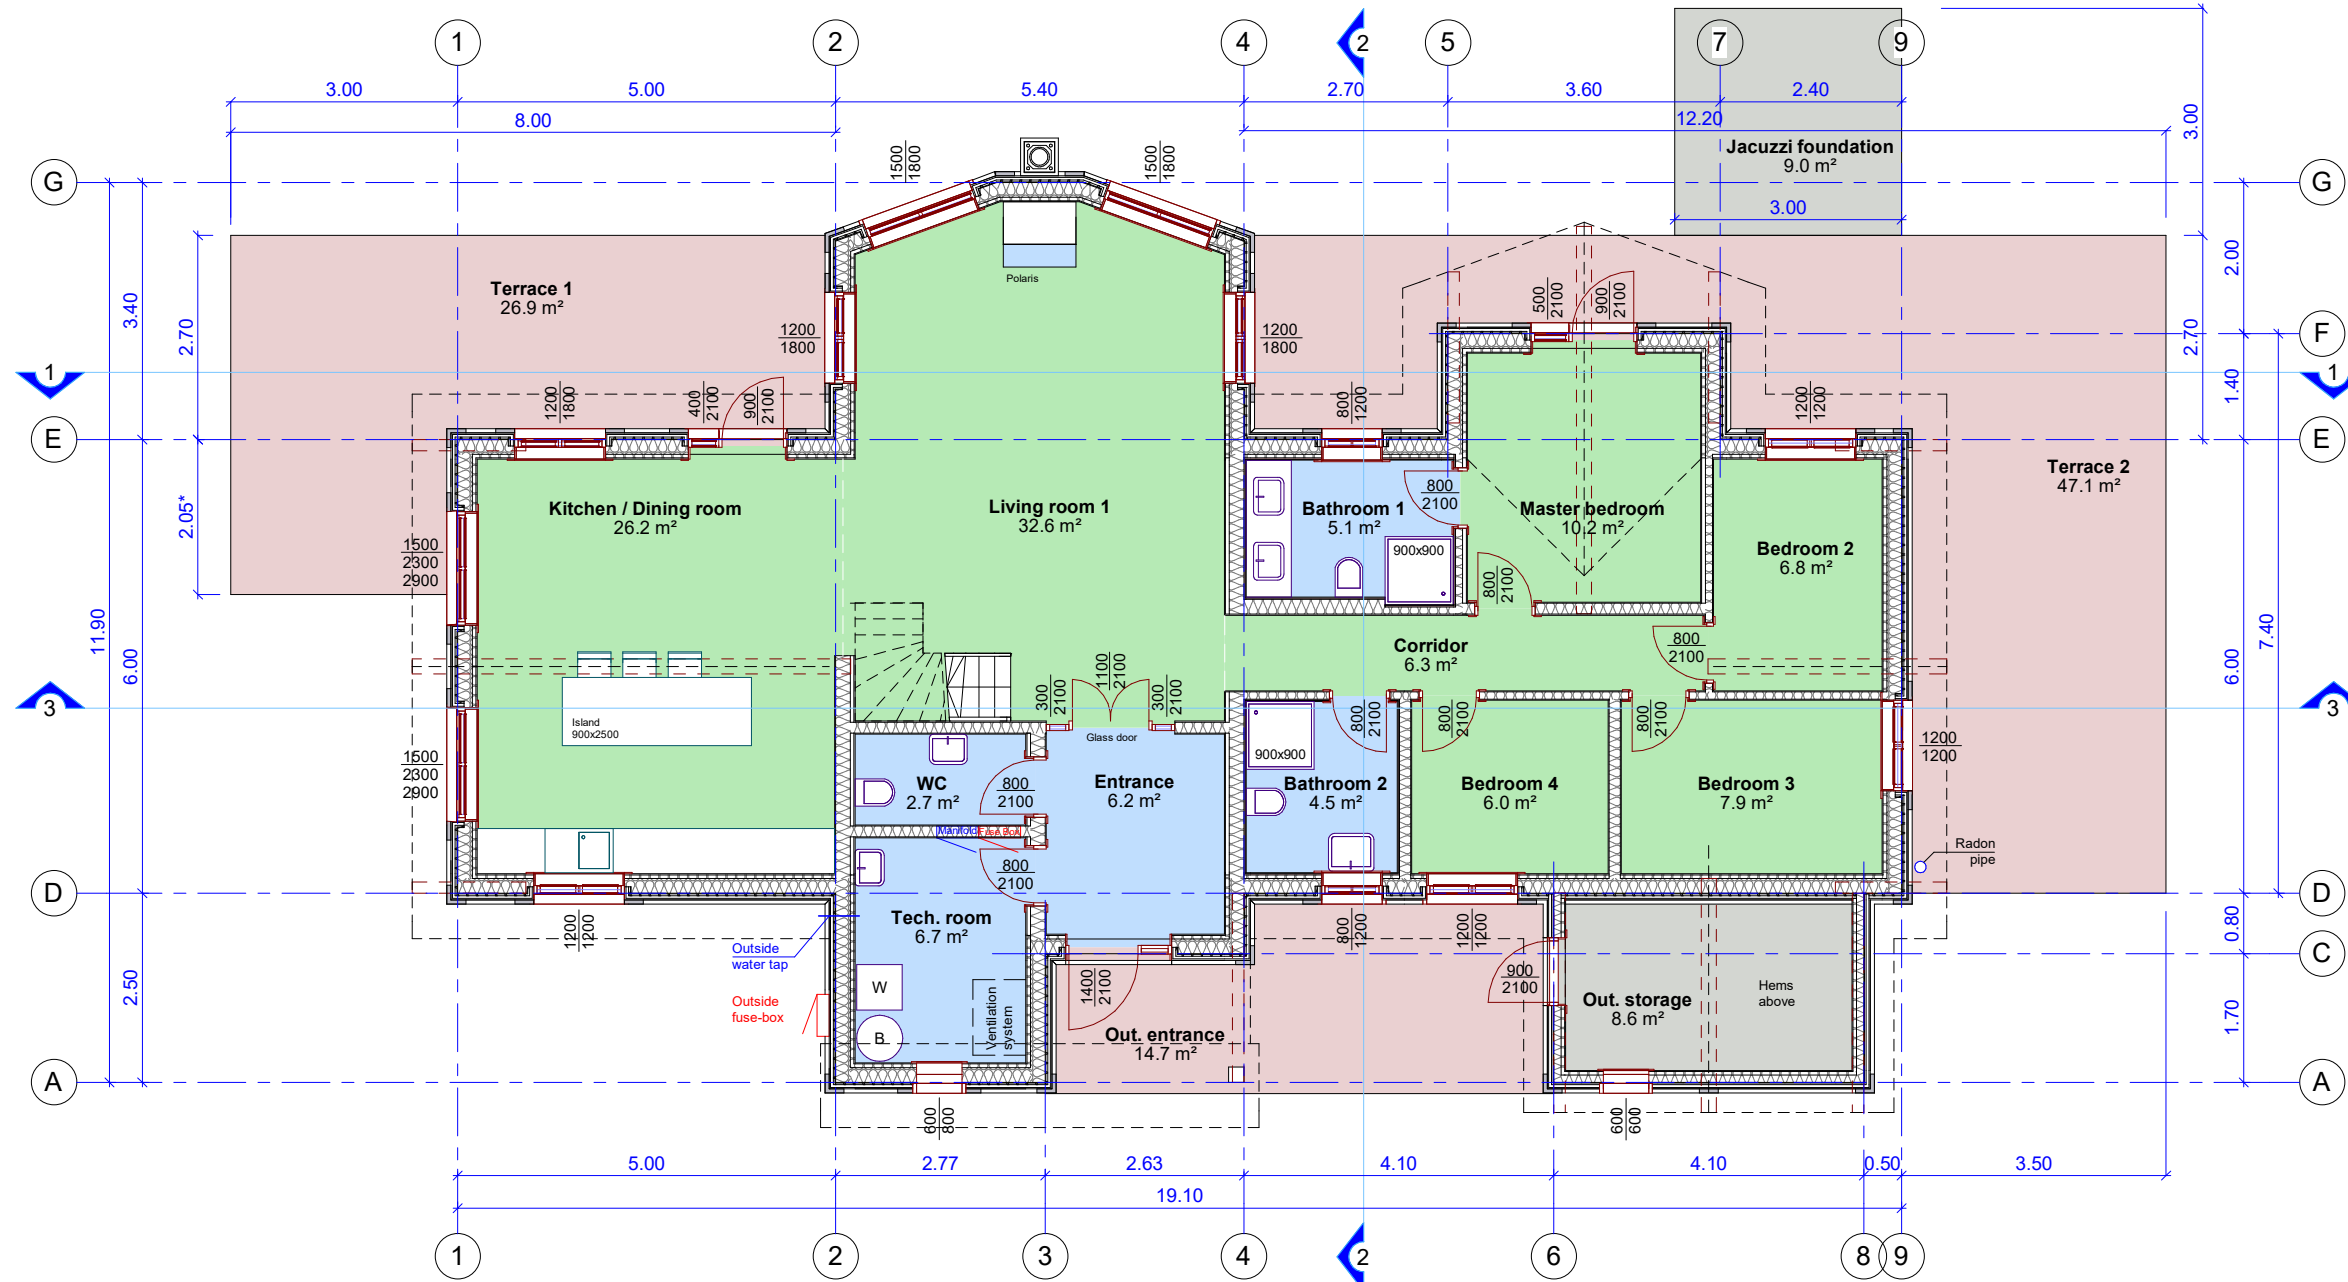 1
2
4
2
5
7
9
3.00
5.00
5.40
2.70
3.60
2.40
8.00
12.20
3.00
Jacuzzi foundation
9.0 m²
3.00
G
G
1500
1800
1500
1800
Terrace 1
26.9 m²
Polaris
3.40
2.70
1200
1800
1200
1800
500
2100
900
2100
2.00
2.70
F
1
1
1200
1800
400
2100
900
2100
800
1200
1200
1200
1.40
E
E
Terrace 2
47.1 m²
2.05*
Kitchen / Dining room
26.2 m²
Living room 1
32.6 m²
Bathroom 1
5.1 m²
800
2100
900x900
Master bedroom
10.2 m²
Bedroom 2
6.8 m²
1500
2300
2900
800
2100
11.90
6.00
Corridor
6.3 m²
800
2100
6.00
7.40
3
3
Island
900x2500
300
2100
1100
2100
300
2100
Glass door
800
2100
800
2100
800
2100
1500
2300
2900
WC
2.7 m²
800
2100
Entrance
6.2 m²
900x900
Bathroom 2
4.5 m²
Bedroom 4
6.0 m²
Bedroom 3
7.9 m²
1200
1200
Manifold
Fuse Box
800
2100
Radon
pipe
D
D
1200
1200
Tech. room
6.7 m²
800
1200
1200
1200
0.80
Outside
water tap
C
2.50
W
B
Ventilation
system
1400
2100
900
2100
Out. storage
8.6 m²
Hems
above
Outside
fuse-box
Out. entrance
14.7 m²
1.70
A
A
600
800
600
600
5.00
2.77
2.63
4.10
4.10
0.50
3.50
19.10
1
2
3
4
2
6
8
9